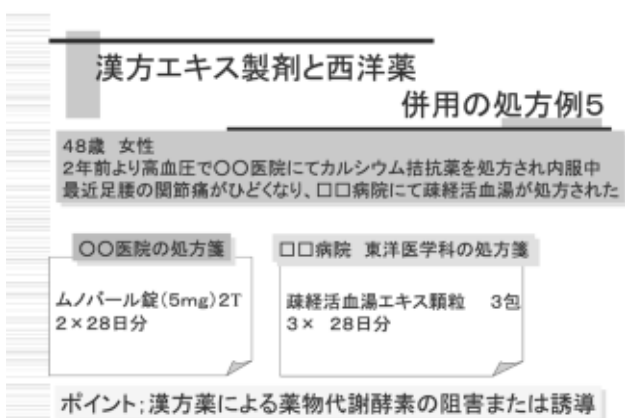 漢方エキス製剤と西洋薬
併用の処方例5
48歳 女性
2年前より高血圧で〇〇医院にてカルシウム拮抗薬を処方され内服中
最近足腰の関節痛がひどくなり、□□病院にて疎経活血湯が処方された
〇〇医院の処方箋
ムノバール錠(5mg)2T
2×28日分
□□病院 東洋医学科の処方箋
疎経活血湯エキス顆粒 3包
3× 28日分
ポイント;漢方薬による薬物代謝酵素の阻害または誘導